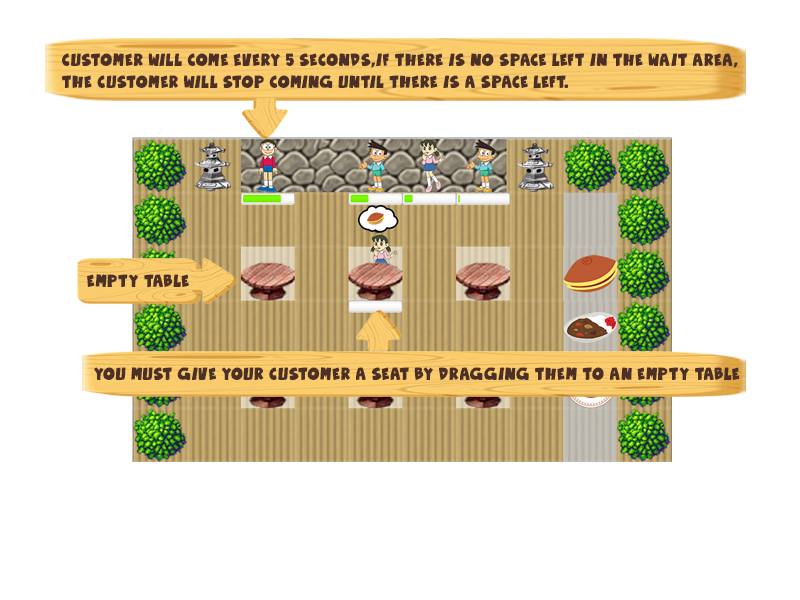 CUSTOMER WILL COME EVERY 5 SECONDS,IF THERE IS NO SPACE LEFT IN THE WAIT AREA,
THE CUSTOMER WILL STOP COMING UNTIL THERE IS A SPACE LEFT.
EMPTY TABLE
YOU MUST GIVE YOUR CUSTOMER A SEAT BY DRAGGING THEM TO AN EMPTY TABLE